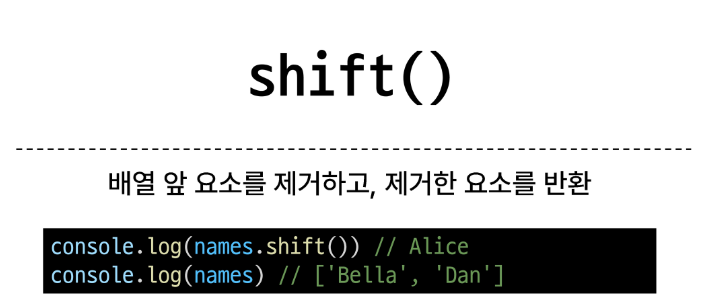 shift()
배열 앞 요소를 제거하고, 제거한 요소를 반환
console.log(names.shift()) // Alice
console.log(names) // ['Bella', 'Dan']